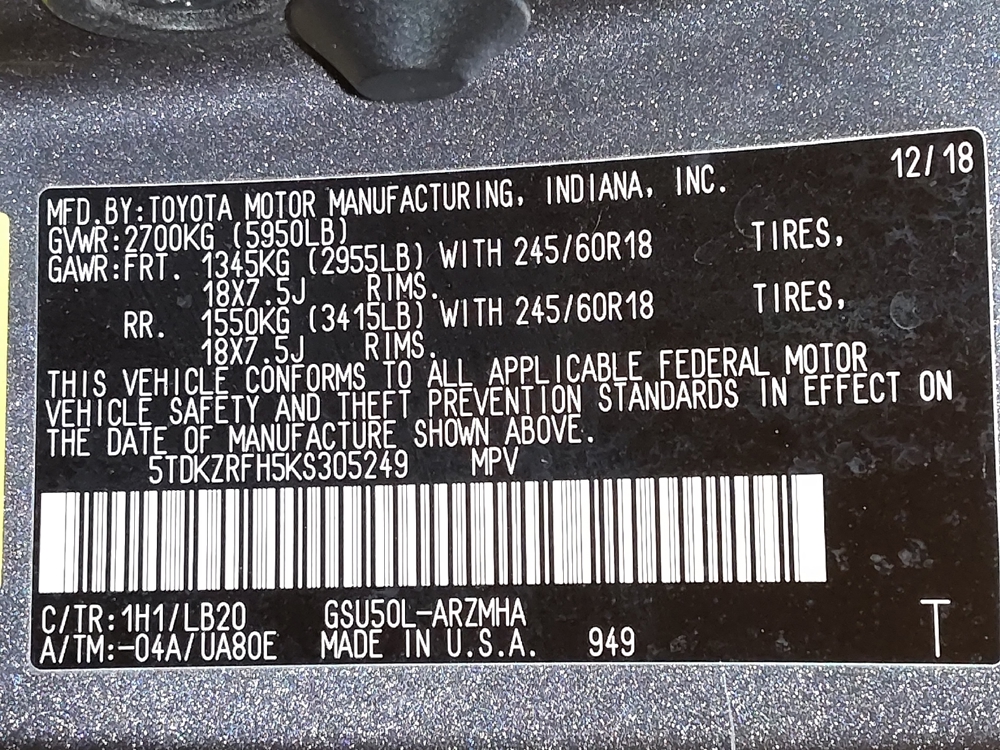 12/18
MFD.BY:TOYOTA MOTOR MANUFACTURING, INDIANA, INC.
GVWR:2700KG (5950LB)
GAWR:FRT. 1345KG (2955LB) WITH 245/60R18 TIRES,
18X7.5J RIMS.
RR. 1550KG (3415LB) WITH 245/60R18 TIRES,
18X7.5J RIMS.
THIS VEHICLE CONFORMS TO ALL APPLICABLE FEDERAL MOTOR
VEHICLE SAFETY AND THEFT PREVENTION STANDARDS IN EFFECT ON
THE DATE OF MANUFACTURE SHOWN ABOVE.
5TDKZRFH5KS305249 MPV
C/TR:1H1/LB20 GSU50L-ARZMHA
A/TM:-04A/UA80E MADE IN U.S.A. 949 T